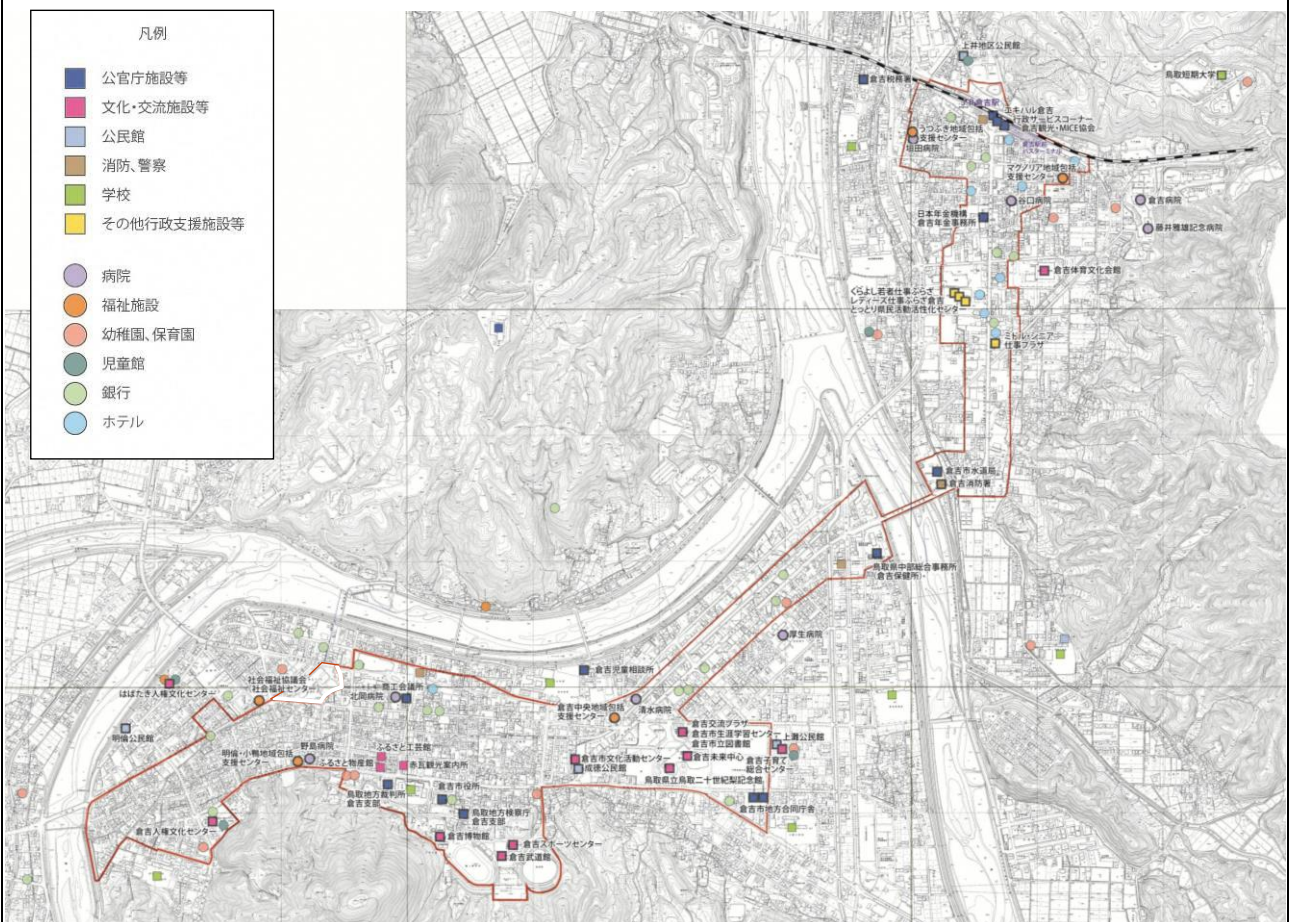 凡例
公官庁施設等
文化・交流施設等
公民館
消防、警察
学校
その他行政支援施設等
病院
福祉施設
幼稚園、保育園
児童館
銀行
ホテル
上井地区公民館
倉吉税務署
鳥取短期大学
エキパル倉吉
行政サービスコーナー
倉吉観光・MICE協会
うつぶき地域包括
支援センター
垣田病院
マグノリア地域包括
支援センター
谷口病院
倉吉病院
藤井雅雄記念病院
日本年金機構
倉吉年金事務所
倉吉体育文化会館
くらよし若者仕事ぷらざ
レディーズ仕事ぷらざ倉吉
とっとり県民活動活性化センター
ミドル・シニア
仕事プラザ
倉吉市水道局
倉吉消防署
鳥取県中部総合事務所
倉吉保健所
厚生病院
倉吉児童相談所
社会福祉協議会
社会福祉センター
はばたき人権文化センター
商工会議所
北岡病院
清水病院
倉吉中央地域包括
支援センター
明倫公館
倉吉交流プラザ
倉吉市生涯学習センター
倉吉市立図書館
上灘公民館
倉吉未来中心
倉吉子育て
総合センター
明倫・小鴨地域包括
支援センター
野島病院
ふるさと工芸館
ふるさと物産館
赤瓦観光案内所
倉吉市文化活動センター
成徳公民館
鳥取県立鳥取二十世紀梨記念館
鳥取地方裁判所
倉吉支部
倉吉市役所
倉吉市地方合同庁舎
鳥取地方検察庁
倉吉支部
倉吉人権文化センター
倉吉博物館
倉吉スポーツセンター
倉吉武道館